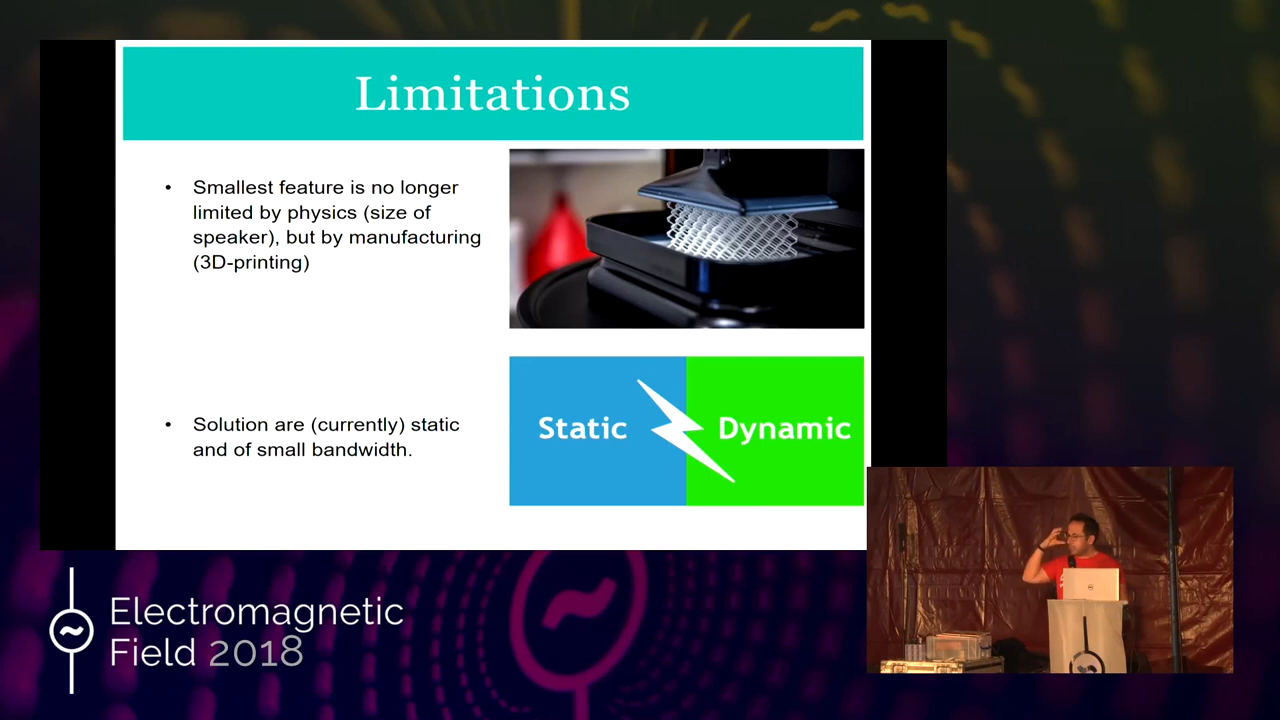 Limitations
• Smallest feature is no longer
limited by physics (size of
speaker), but by manufacturing
(3D-printing)
• Solution are (currently) static
and of small bandwidth.
Static
Dynamic
Electromagnetic
Field 2018